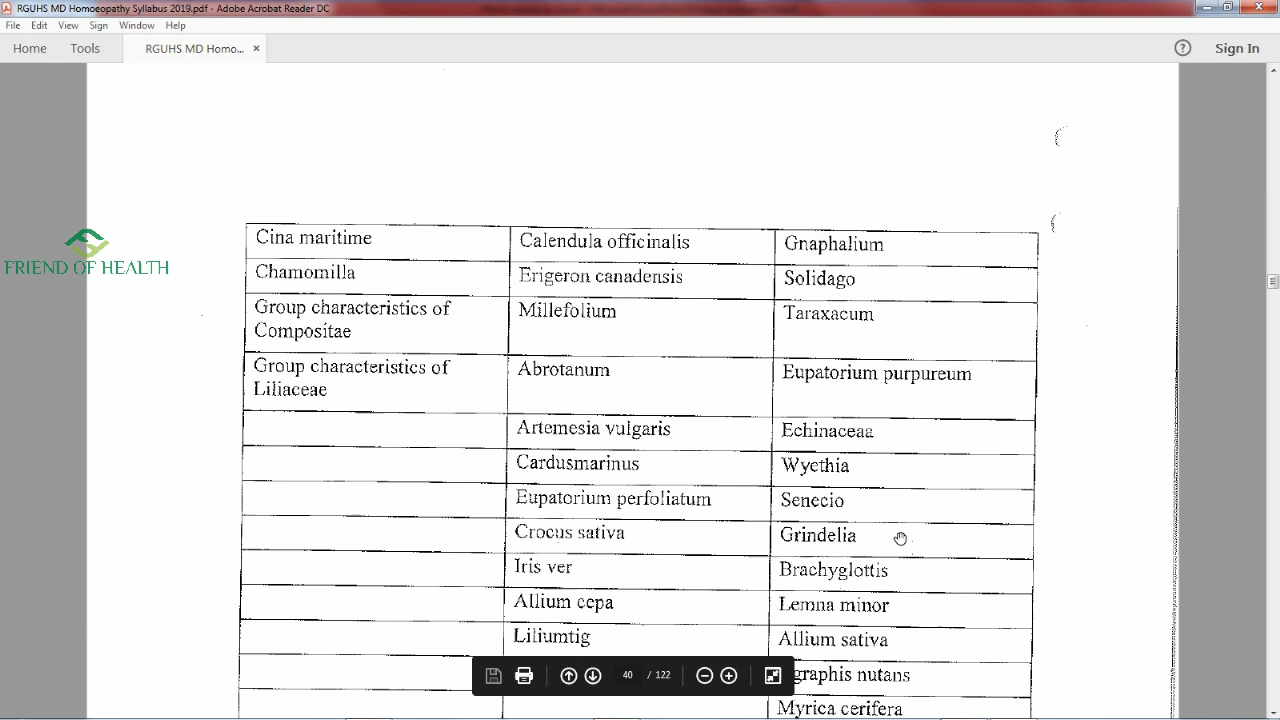 RGUHS MD Homoeopathy Syllabus 2019.pdf - Adobe Acrobat Reader DC
File Edit View Sign Window Help
Home Tools RGUHS MD Homo... × Sign In
FRIEND OF HEALTH
Cina maritime Calendula officinalis Gnaphalium
Chamomilla Erigeron canadensis Solidago
Group characteristics of Compositae Millefolium Taraxacum
Group characteristics of Liliaceae Abrotanum Eupatorium purpureum
Artemesia vulgaris Echinaceaa
Cardusmarinus Wyethia
Eupatorium perfoliatum Senecio
Crocus sativa Grindelia
Iris ver Brachyglottis
Allium cepa Lemna minor
Liliumtig Allium sativa
graphis nutans
Myrica cerifera
40 / 122